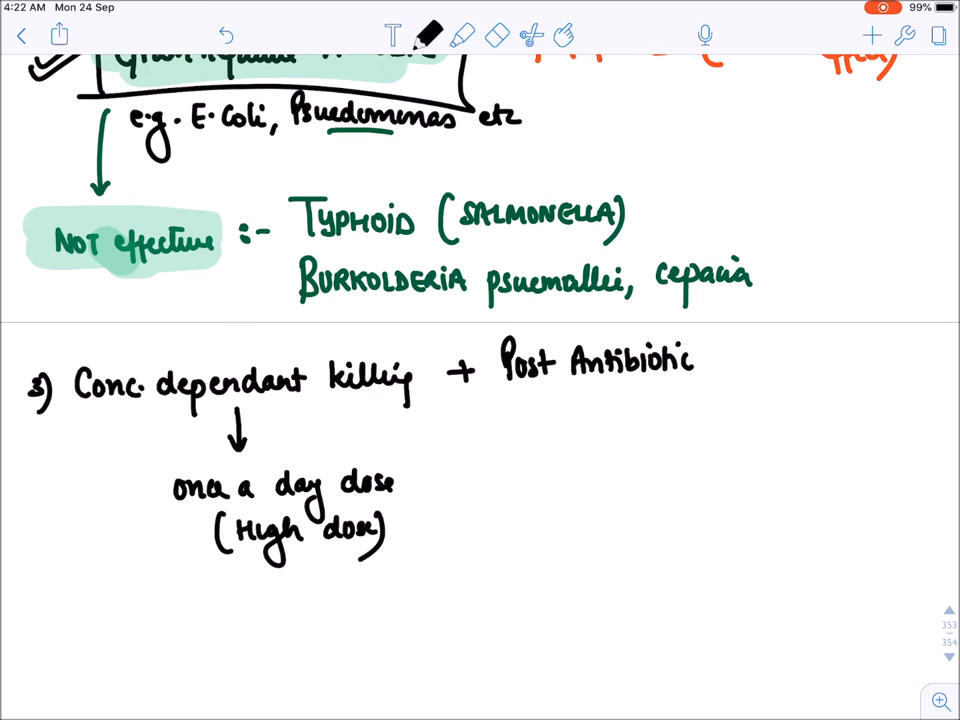 4:22 AM Mon 24 Sep 99%
e.g. E. Coli, Psuedomonas etc
NOT effective :- TYPHOID (SALMONELLA)
BURKOLDERIA psuemallei, cepacia
3) Conc. dependant killing + Post Antibiotic
once a day dose
(High dose)
353
354